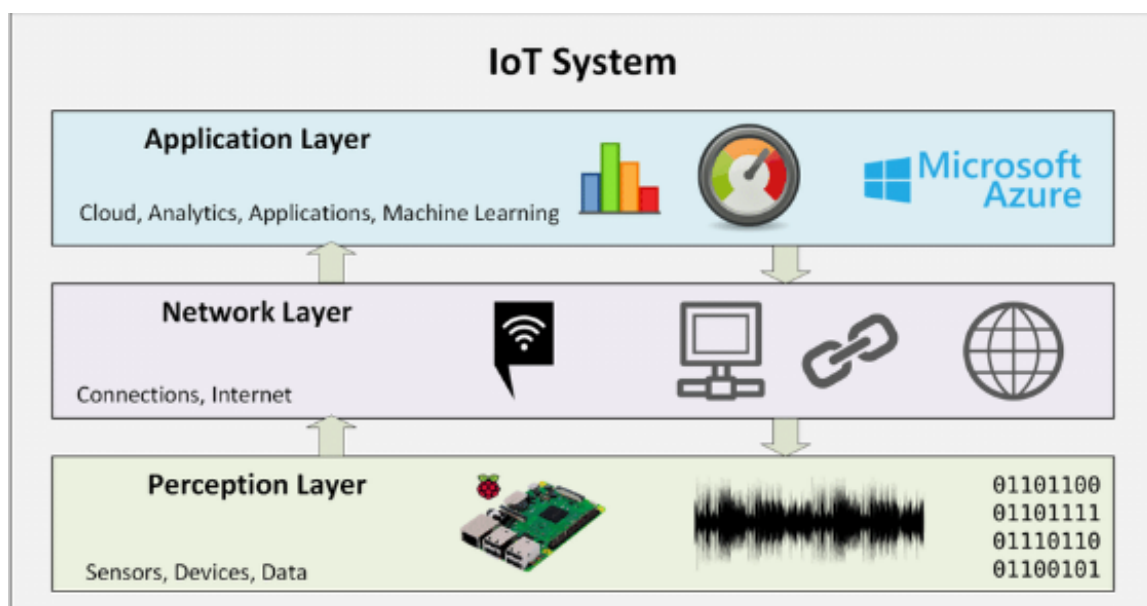 IoT System
Application Layer
Cloud, Analytics, Applications, Machine Learning
Microsoft
Azure
Network Layer
Connections, Internet
Perception Layer
Sensors, Devices, Data
01101100
01101111
01110110
01100101